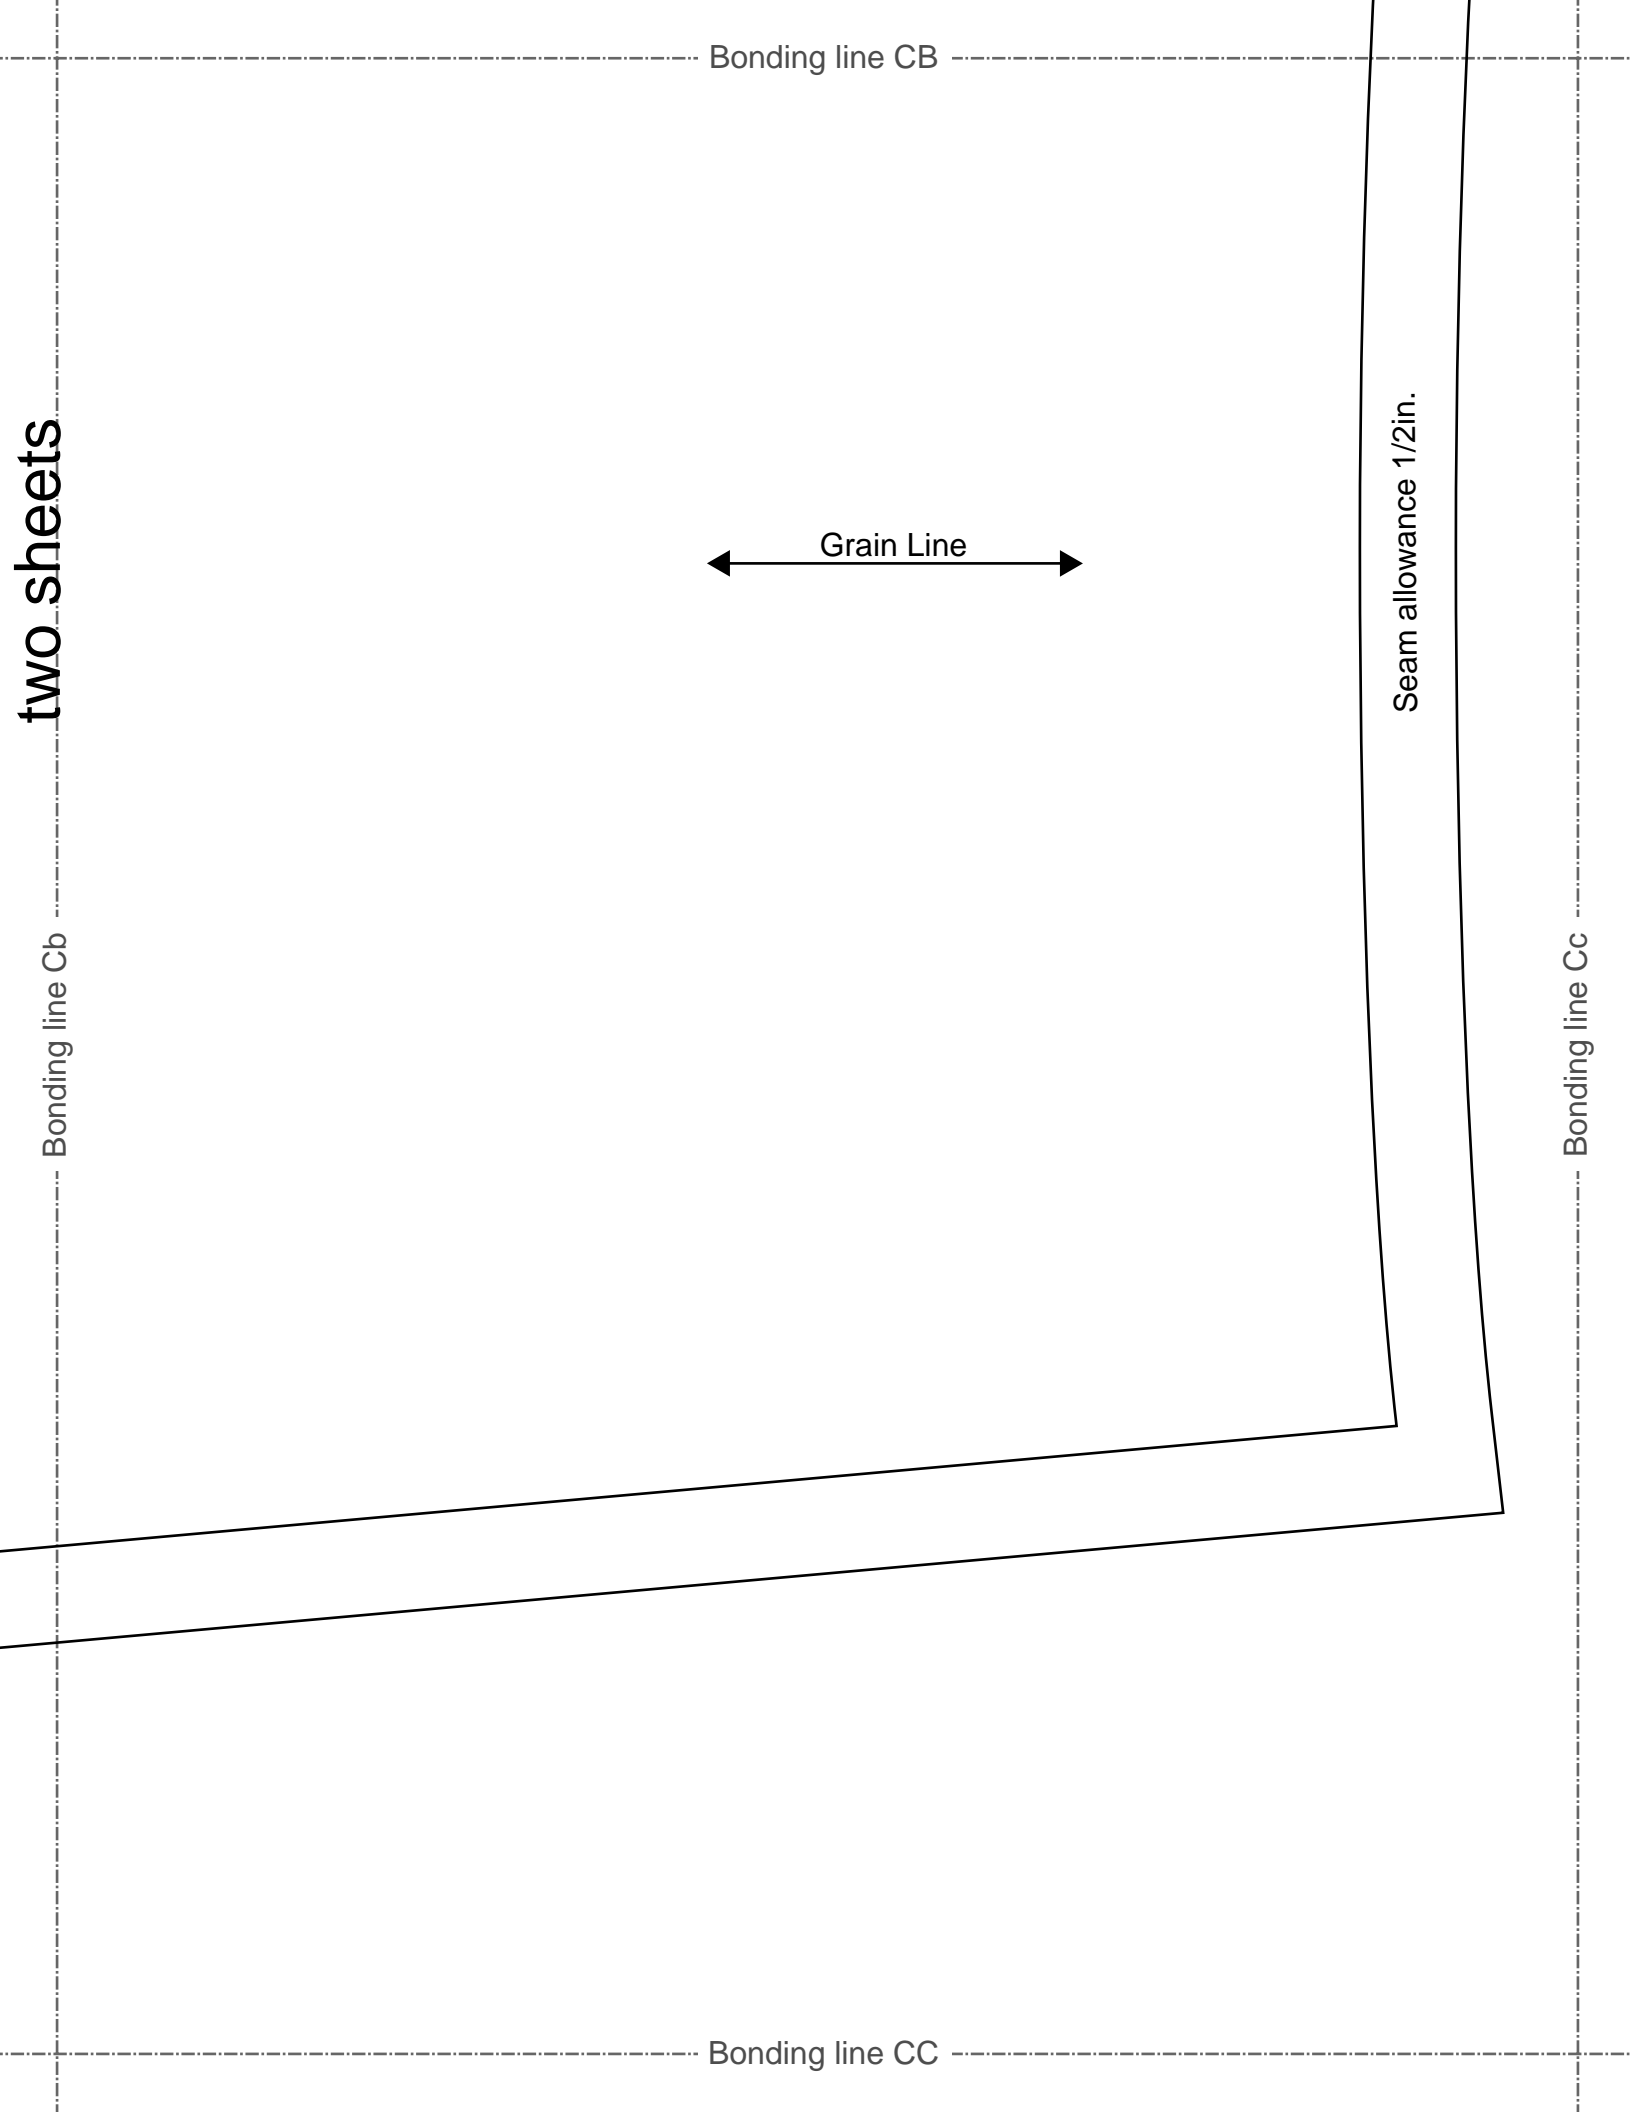 Bonding line CB
two sheets
Grain Line
Seam allowance 1/2in.
Bonding line Cb
Bonding line Cc
Bonding line CC